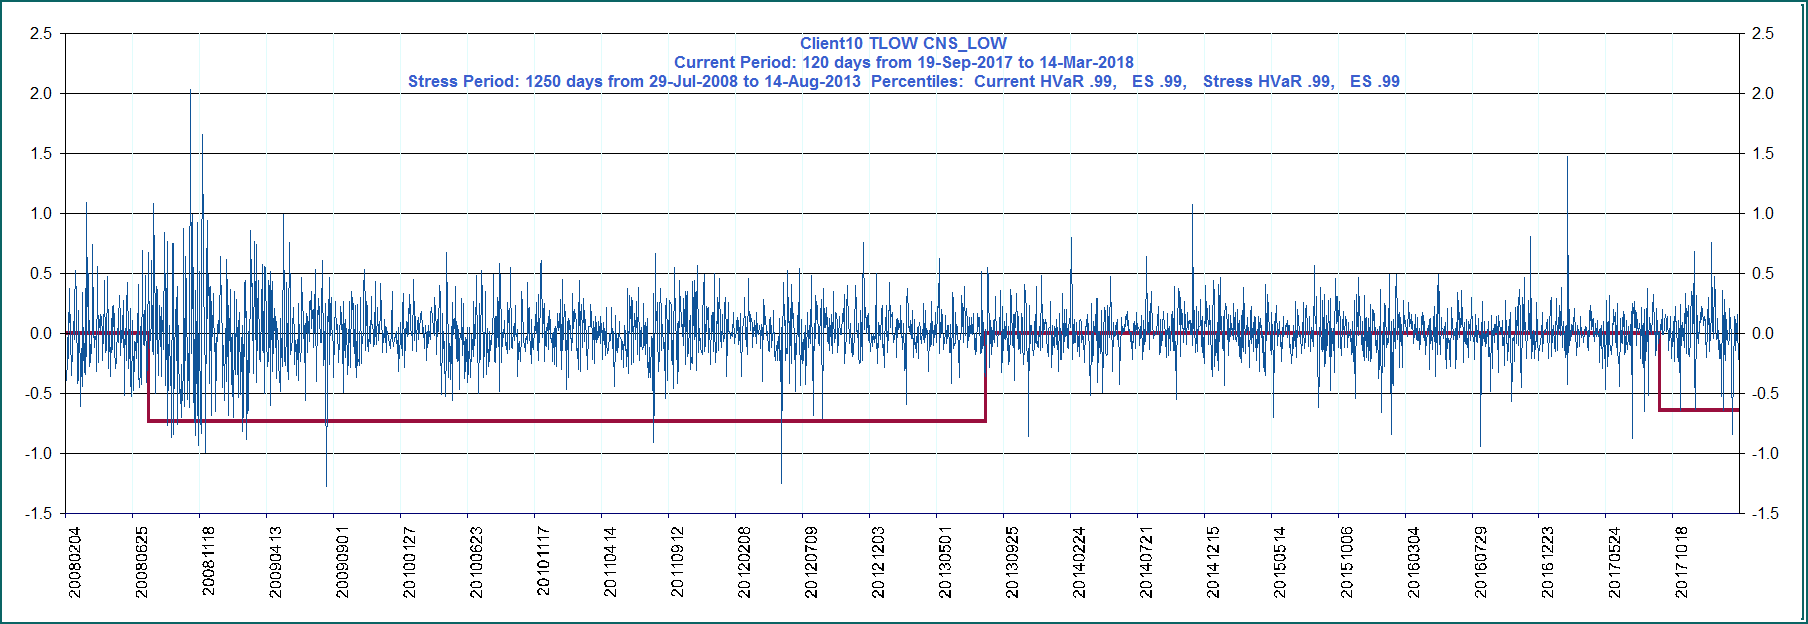 Client10 TLOW CNS_LOW
Current Period: 120 days from 19-Sep-2017 to 14-Mar-2018
Stress Period: 1250 days from 29-Jul-2008 to 14-Aug-2013 Percentiles: Current HVaR .99, ES .99, Stress HVaR .99, ES .99
2.5 2.5
2.0 2.0
1.5 1.5
1.0 1.0
0.5 0.5
0.0 0.0
-0.5 -0.5
-1.0 -1.0
-1.5 -1.5
20080204 20080625 20081118 20090413 20090901 20100127 20100623 20101117 20110414 20110912 20120208 20120709 20121203 20130501 20130925 20140224 20140721 20141215 20150514 20151006 20160304 20160729 20161223 20170524 20171018